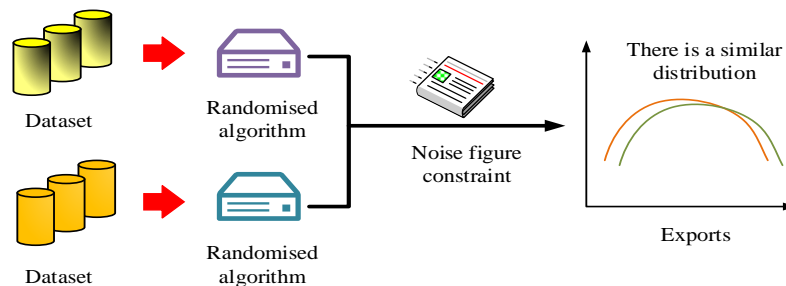 Dataset
Randomised
algorithm
Noise figure
constraint
There is a similar
distribution
Exports
Dataset
Randomised
algorithm